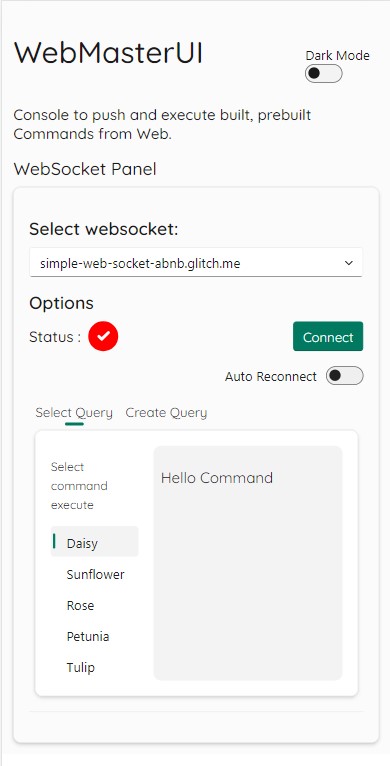 WebMasterUI
Dark Mode
Console to push and execute built, prebuilt
Commands from Web.
WebSocket Panel
Select websocket:
simple-web-socket-abnb.glitch.me
Options
Status :
Connect
Auto Reconnect
Select Query
Create Query
Select
command
execute
Hello Command
Daisy
Sunflower
Rose
Petunia
Tulip